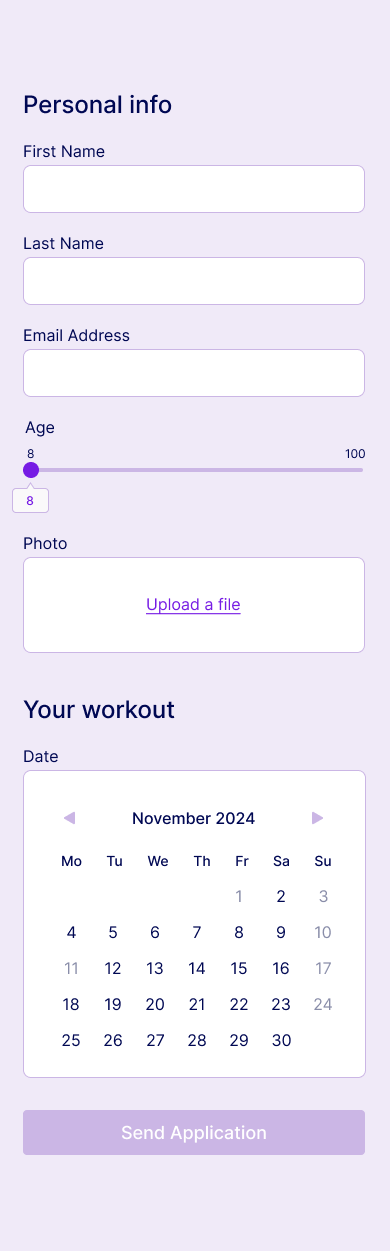 Personal info
First Name
Last Name
Email Address
Age
8 100
8
Photo
Upload a file
Your workout
Date
November 2024
Mo Tu We Th Fr Sa Su
1 2 3
4 5 6 7 8 9 10
11 12 13 14 15 16 17
18 19 20 21 22 23 24
25 26 27 28 29 30
Send Application